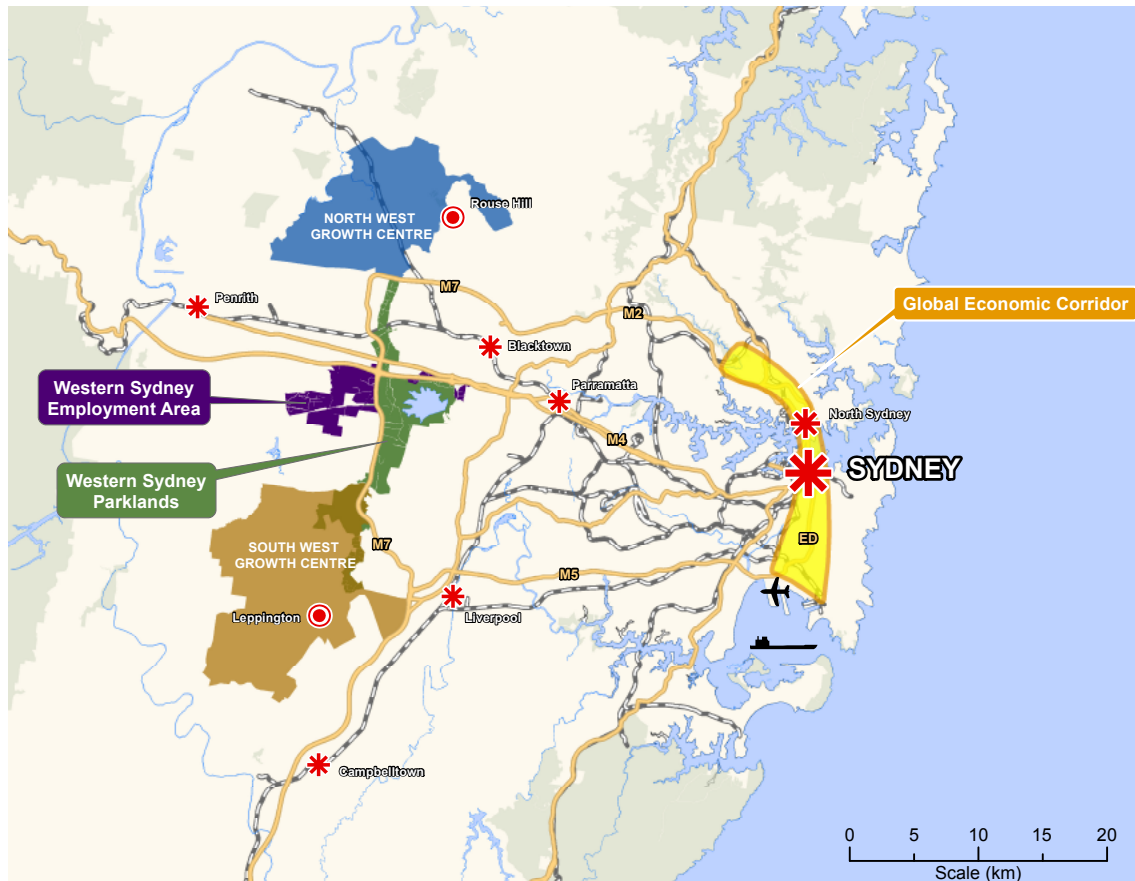 Rouse Hill
NORTH WEST
GROWTH CENTRE
Penrith
M7
Global Economic Corridor
M2
Blacktown
Western Sydney
Employment Area
Parramatta
North Sydney
M4
SYDNEY
Western Sydney
Parklands
M7
ED
SOUTH WEST
GROWTH CENTRE
M5
Leppington
Liverpool
Campbelltown
0 5 10 15 20
Scale (km)